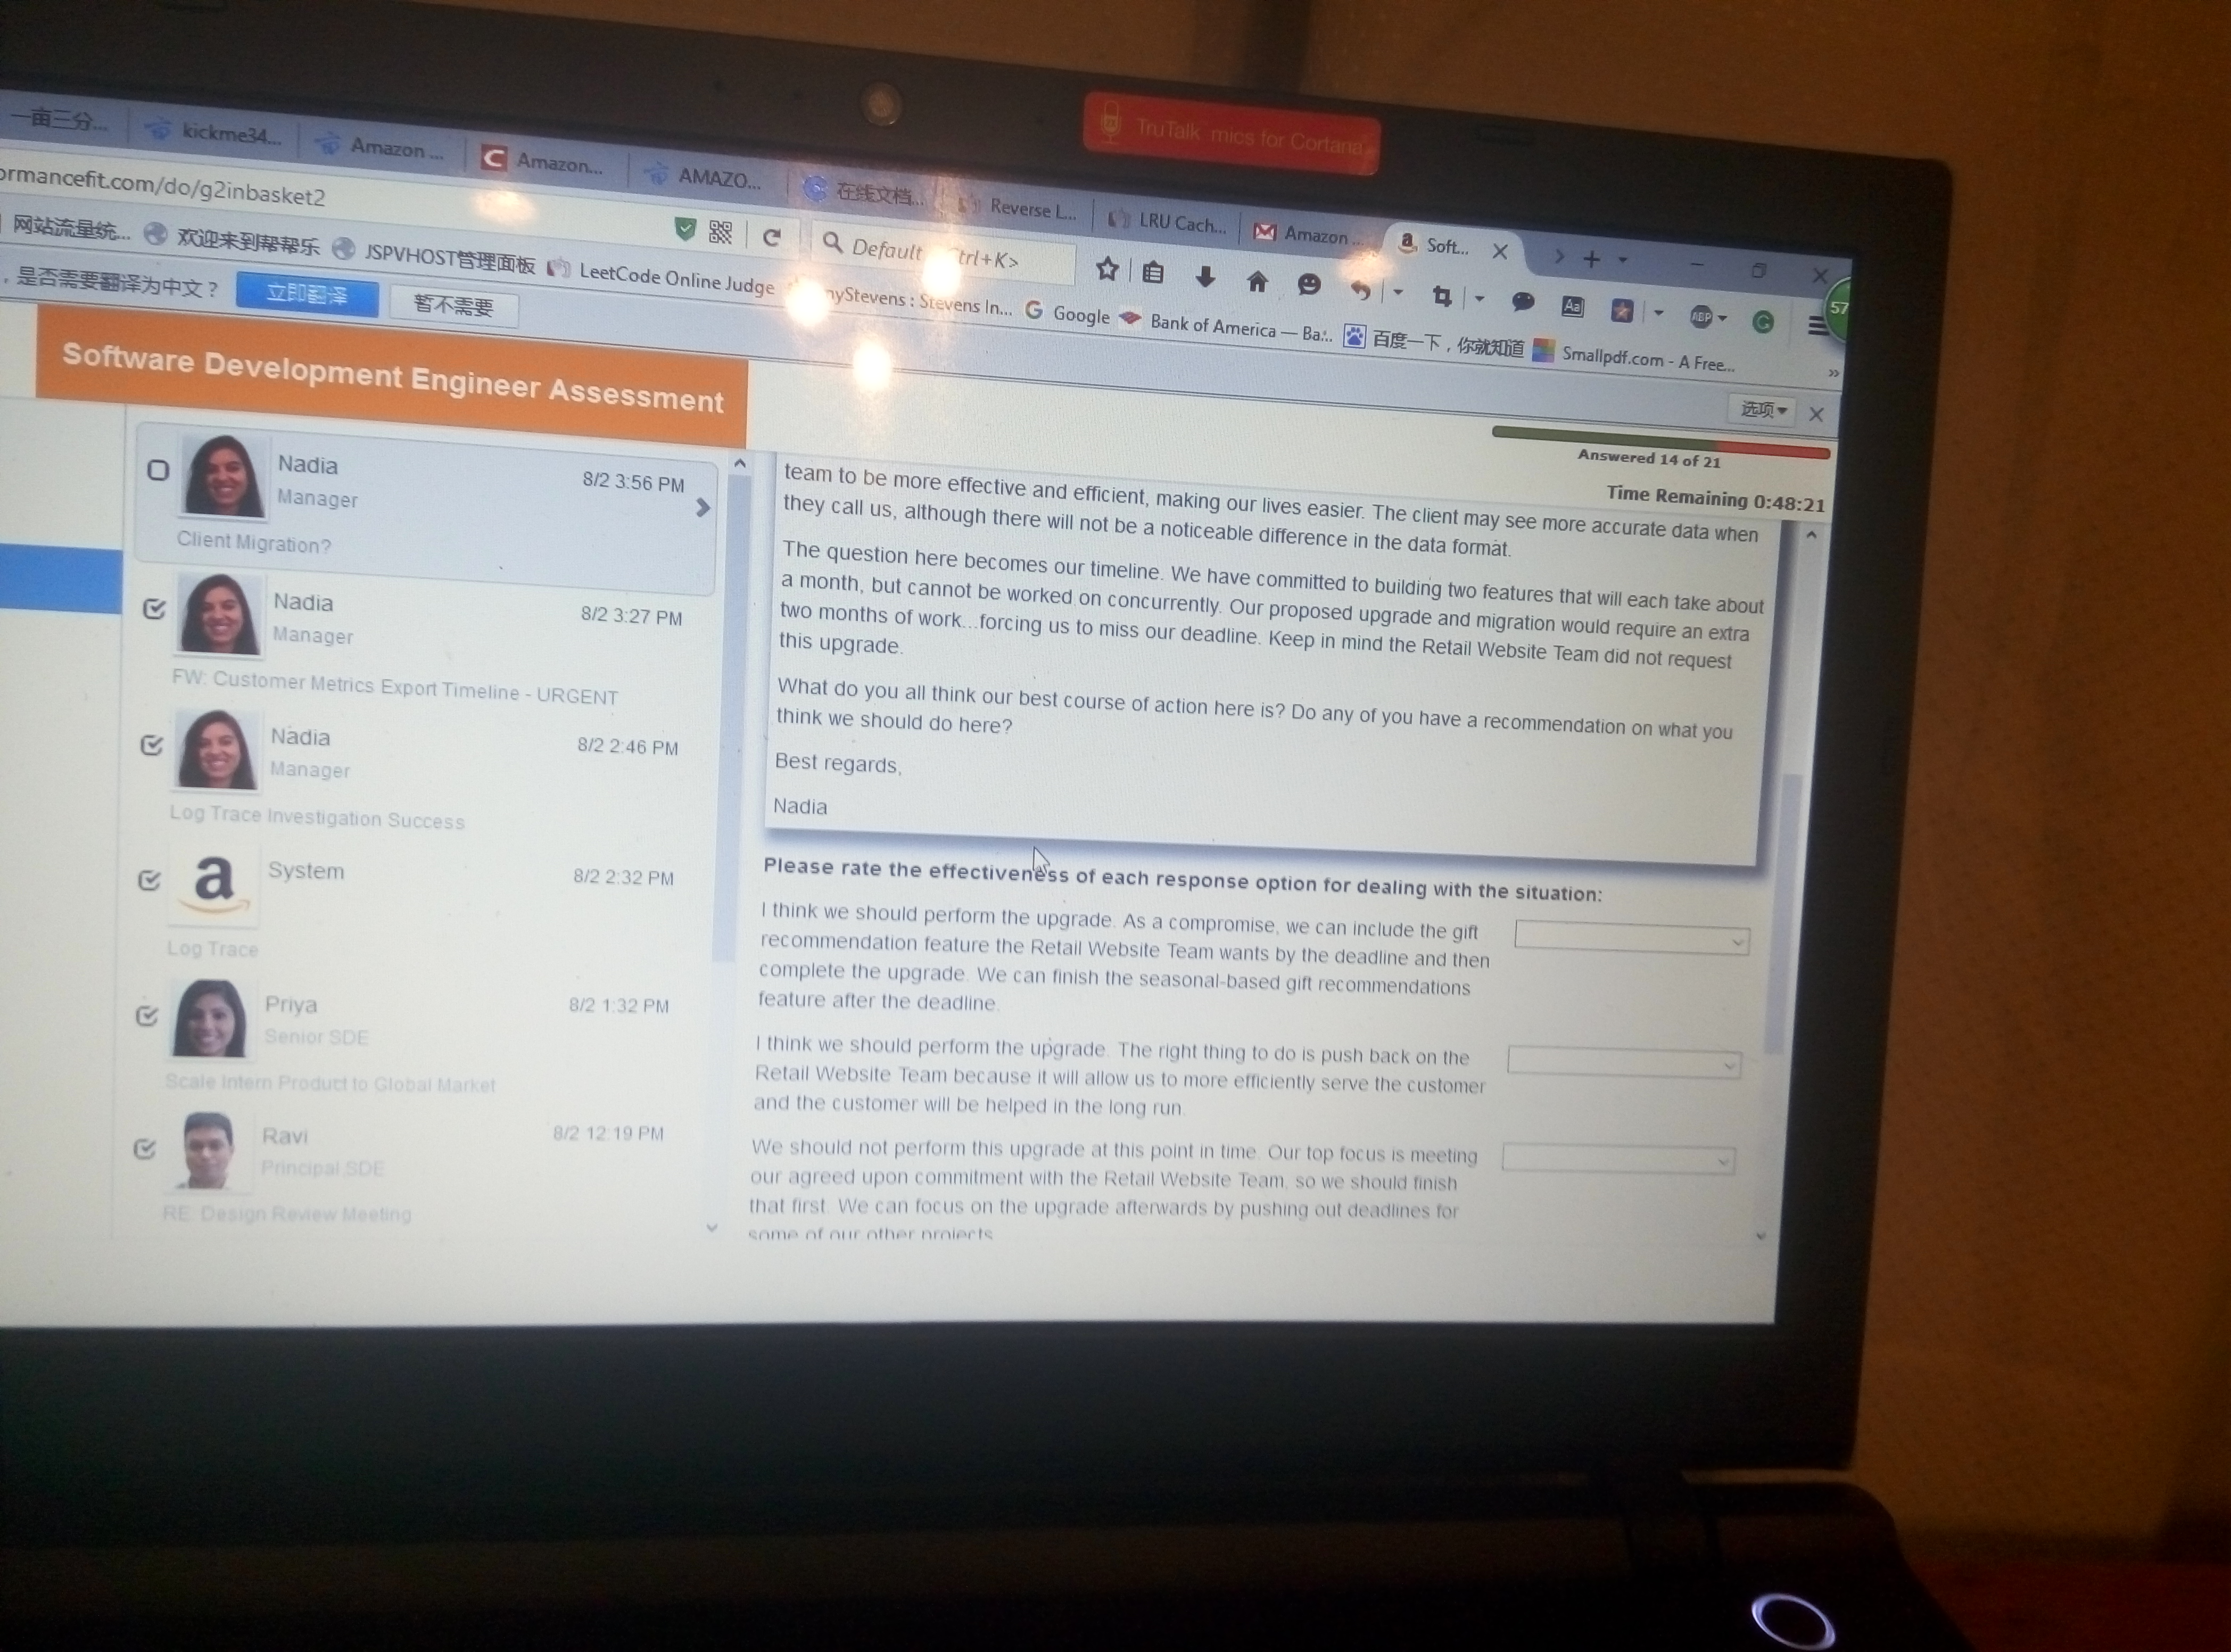 TruTalk mics for Cortana
一亩三分...
kickme34...
Amazon ...
Amazon...
AMAZO...
在线文档...
Reverse L...
LRU Cach...
Amazon ...
Soft...
ormancefit.com/do/g2inbasket2
Default
trl+K>
57
网站流量统...
欢迎来到帮帮乐
JSPVHOST管理面板
LeetCode Online Judge
nyStevens : Stevens In...
Google
Bank of America — Ba...
百度一下，你就知道
Smallpdf.com - A Free...
，是否需要翻译为中文？
立即翻译
暂不需要
选项
Software Development Engineer Assessment
Answered 14 of 21
Time Remaining 0:48:21
Nadia
8/2 3:56 PM
Manager
Client Migration?
Nadia
8/2 3:27 PM
Manager
FW: Customer Metrics Export Timeline - URGENT
Nadia
8/2 2:46 PM
Manager
Log Trace Investigation Success
a
System
8/2 2:32 PM
Log Trace
Priya
8/2 1:32 PM
Senior SDE
Scale Intern Product to Global Market
Ravi
8/2 12:19 PM
Principal SDE
RE: Design Review Meeting
team to be more effective and efficient, making our lives easier. The client may see more accurate data when
they call us, although there will not be a noticeable difference in the data format.
The question here becomes our timeline. We have committed to building two features that will each take about
a month, but cannot be worked on concurrently. Our proposed upgrade and migration would require an extra
two months of work...forcing us to miss our deadline. Keep in mind the Retail Website Team did not request
this upgrade.
What do you all think our best course of action here is? Do any of you have a recommendation on what you
think we should do here?
Best regards,
Nadia
Please rate the effectiveness of each response option for dealing with the situation:
I think we should perform the upgrade. As a compromise, we can include the gift
recommendation feature the Retail Website Team wants by the deadline and then
complete the upgrade. We can finish the seasonal-based gift recommendations
feature after the deadline.
I think we should perform the upgrade. The right thing to do is push back on the
Retail Website Team because it will allow us to more efficiently serve the customer
and the customer will be helped in the long run.
We should not perform this upgrade at this point in time. Our top focus is meeting
our agreed upon commitment with the Retail Website Team, so we should finish
that first. We can focus on the upgrade afterwards by pushing out deadlines for
some of our other projects